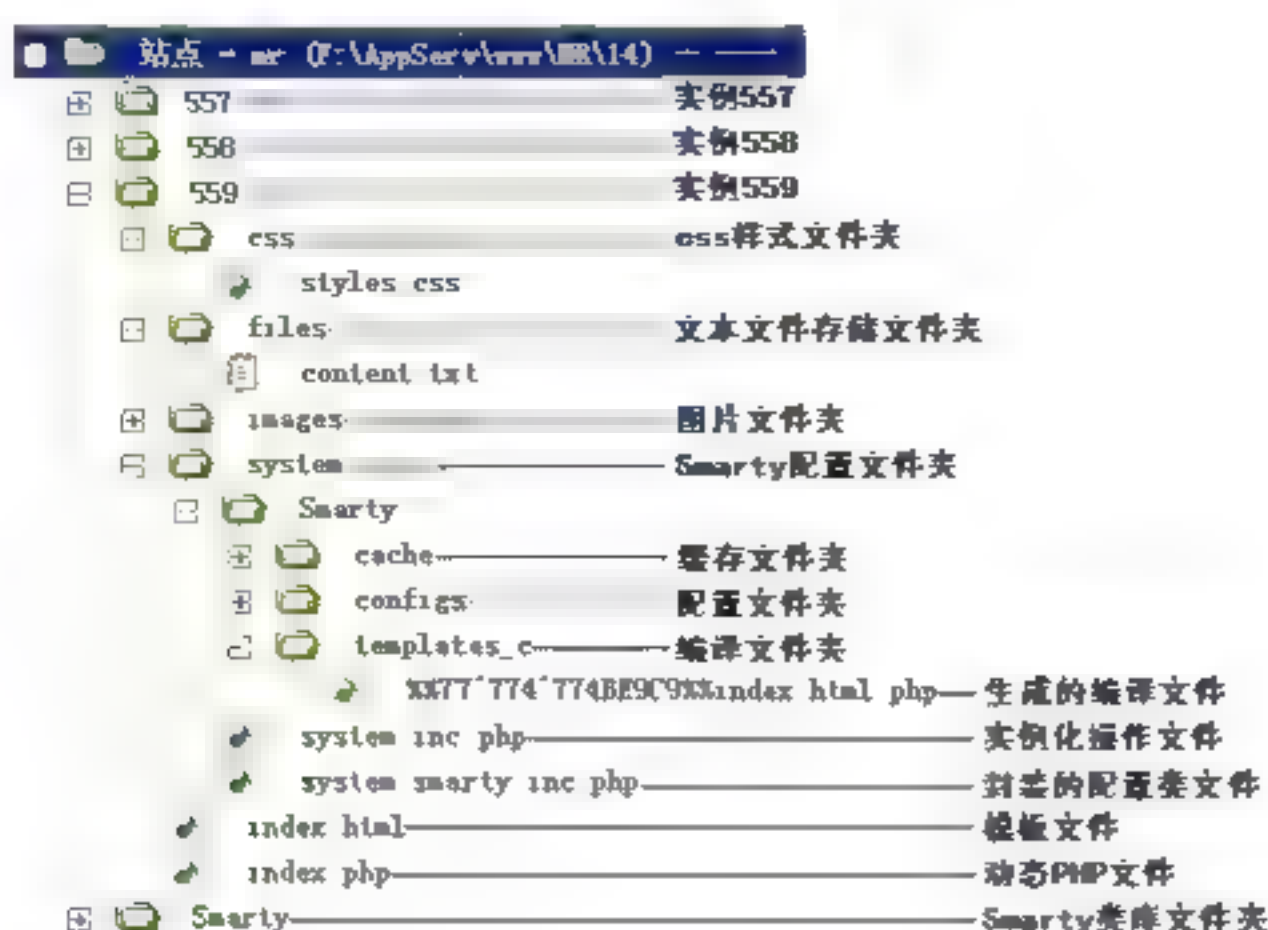 站点 - mr (F:\AppServ\www\MR\14)
557 实例557
558 实例558
559 实例559
css css样式文件夹
styles css
files 文本文件存储文件夹
content txt
images 图片文件夹
system Smarty配置文件夹
Smarty
cache 缓存文件夹
configs 配置文件夹
templates_c 编译文件夹
%%77^774^774BE9C9%%index html php 生成的编译文件
system inc php 实例化操作文件
system smarty inc php 封装的配置类文件
index html 模板文件
index php 动态PHP文件
Smarty Smarty类库文件夹